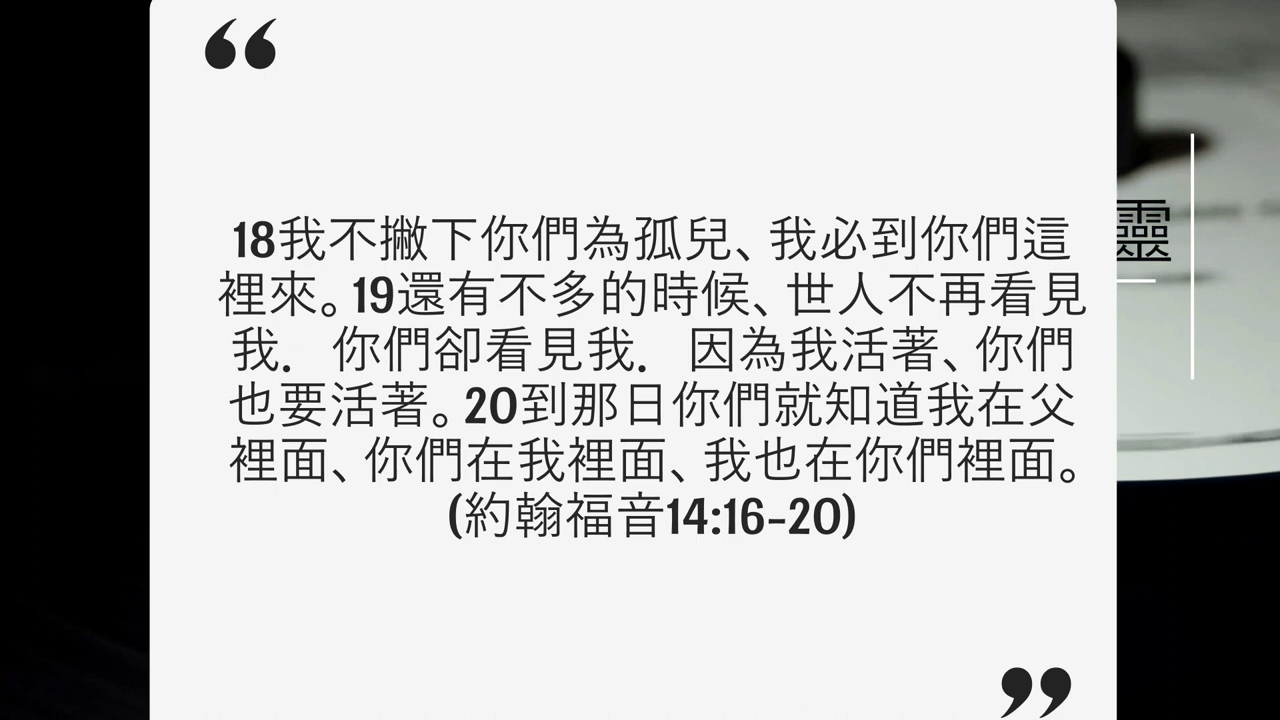 18我不撇下你們為孤兒、我必到你們這
裡來。19還有不多的時候、世人不再看見
我．你們卻看見我．因為我活著、你們
也要活著。20到那日你們就知道我在父
裡面、你們在我裡面、我也在你們裡面。
(約翰福音14:16-20)
靈